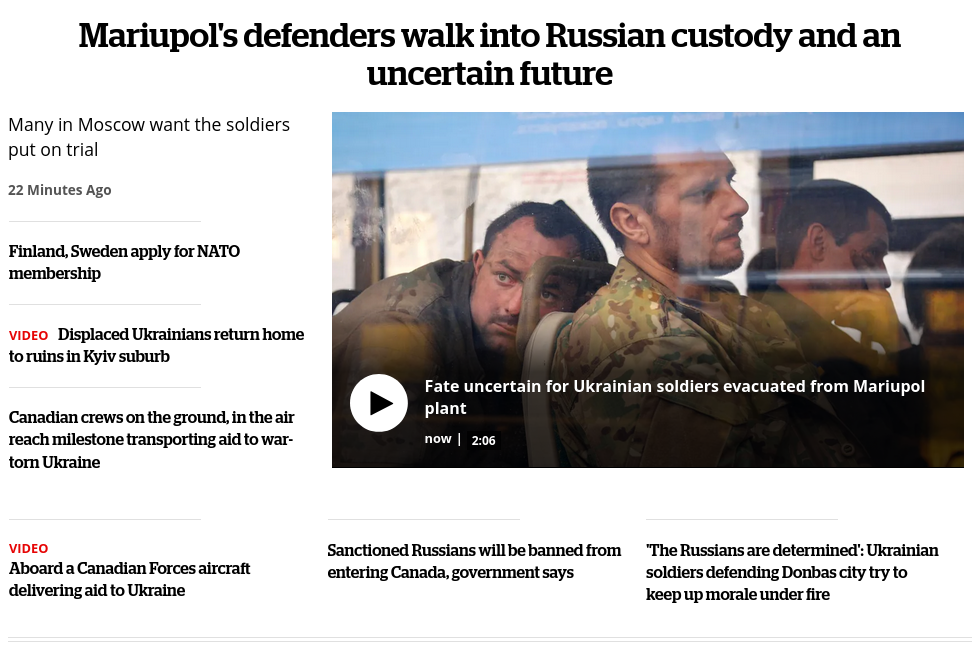 Mariupol's defenders walk into Russian custody and an
uncertain future
Many in Moscow want the soldiers
put on trial
22 Minutes Ago
Finland, Sweden apply for NATO
membership
VIDEO Displaced Ukrainians return home
to ruins in Kyiv suburb
Canadian crews on the ground, in the air
reach milestone transporting aid to war-
torn Ukraine
Fate uncertain for Ukrainian soldiers evacuated from Mariupol
plant
now | 2:06
VIDEO
Aboard a Canadian Forces aircraft
delivering aid to Ukraine
Sanctioned Russians will be banned from
entering Canada, government says
'The Russians are determined': Ukrainian
soldiers defending Donbas city try to
keep up morale under fire